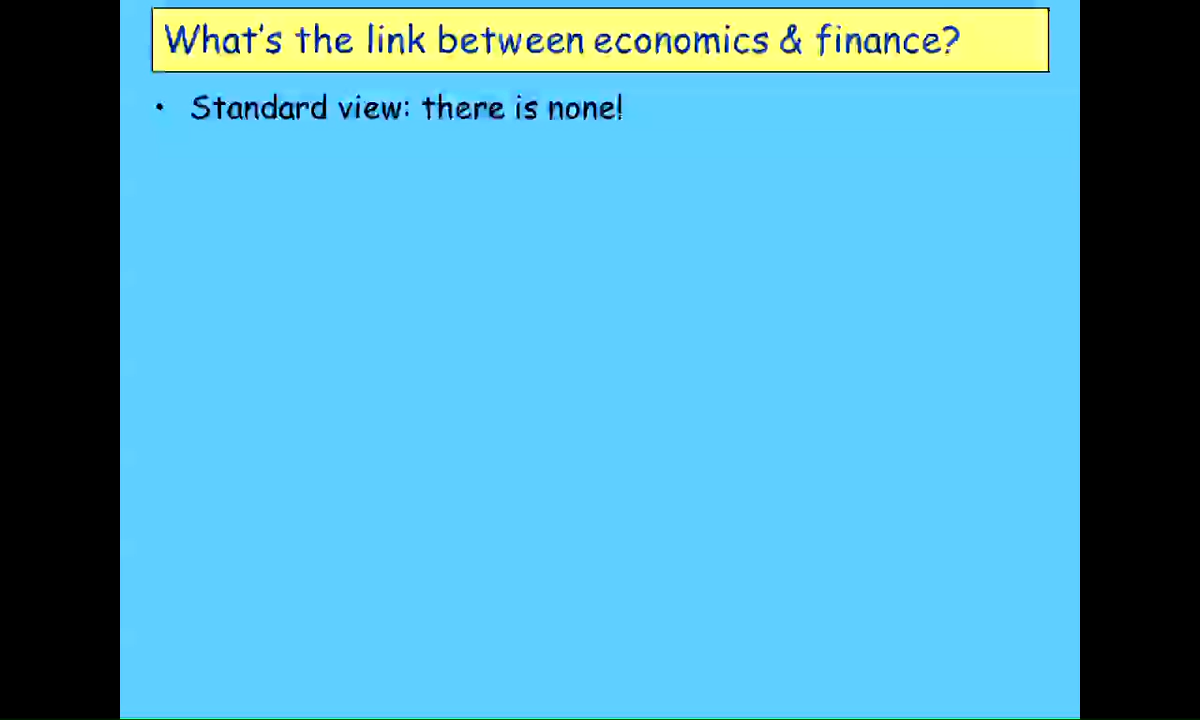 What's the link between economics & finance?
• Standard view: there is none!